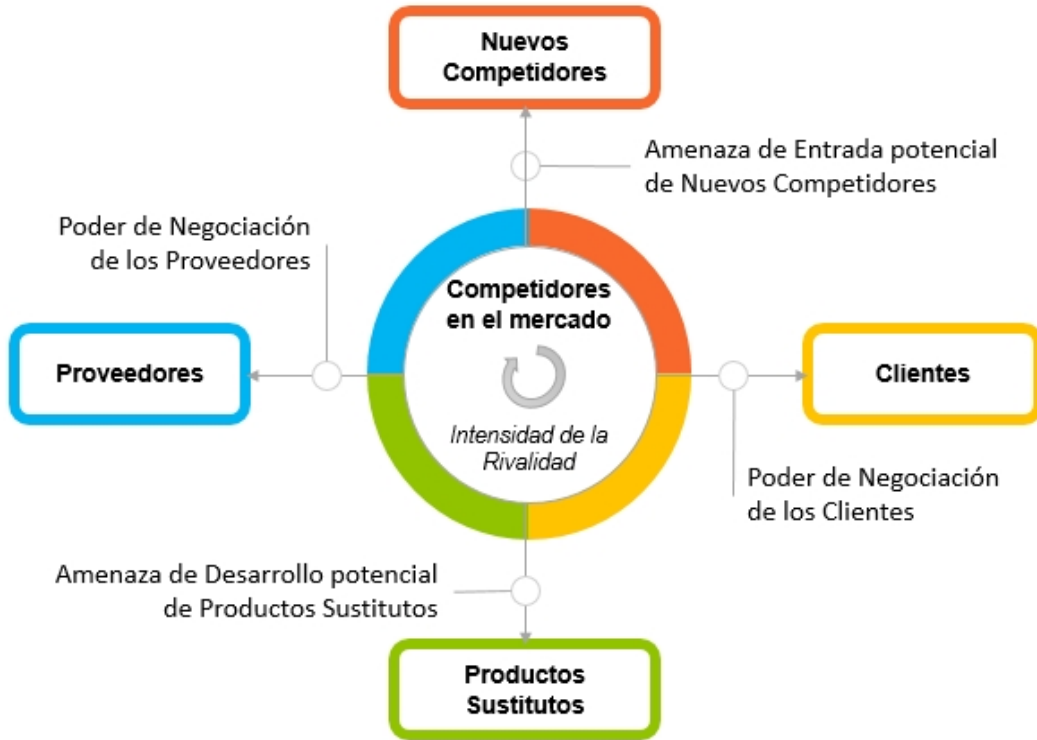 Nuevos
Competidores
Amenaza de Entrada potencial
de Nuevos Competidores
Poder de Negociación
de los Proveedores
Competidores
en el mercado
Proveedores
Clientes
Intensidad de la
Rivalidad
Poder de Negociación
de los Clientes
Amenaza de Desarrollo potencial
de Productos Sustitutos
Productos
Sustitutos